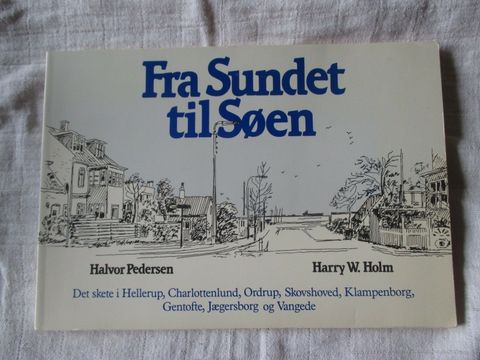 Fra Sundet
til Søen
Halvor Pedersen
Harry W. Holm
Det skete i Hellerup, Charlottenlund, Ordrup, Skovshoved, Klampenborg,
Gentofte, Jægersborg og Vangede